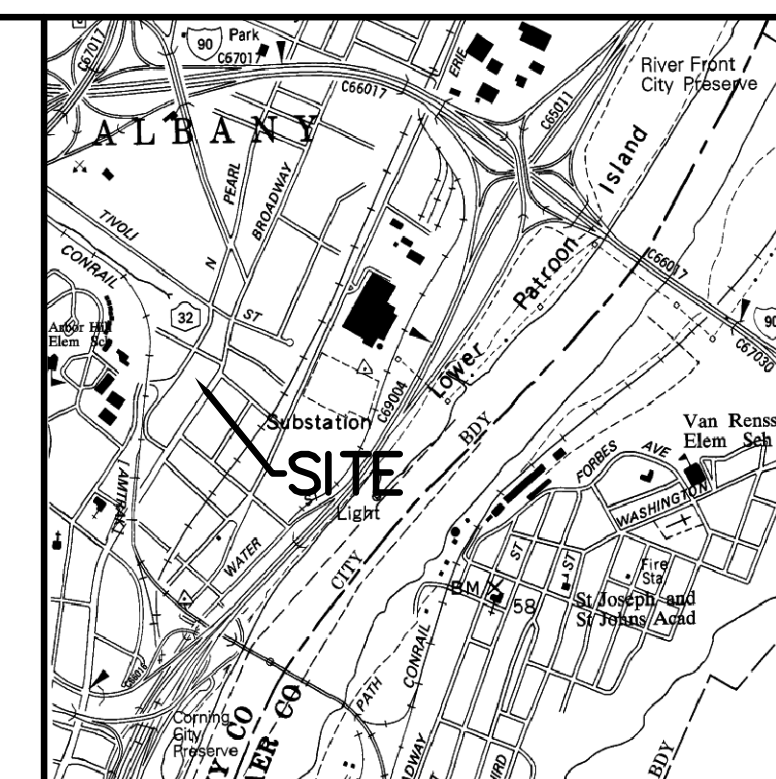 C67017
90
Park
C67017
ERIE
River Front
City Preserve
C66017
C65011
ALBANY
Island
PEARL
BROADWAY
TIVOLI
CONRAIL
N
Patroon
C66017
32
ST
90
Arbor Hill
Elem Sch
C67030
Lower
C69004
Substation
BDY
Van Renss
Elem Sch
FORBES AVE
SITE
AMTRAK
WASHINGTON
Light
WATER
CITY
ST
ST
Fire
Sta
BM
58
St Joseph and
St Johns Acad
CONRAIL
PATH
Corning
City
Preserve
Y CO
ER CO
BDY